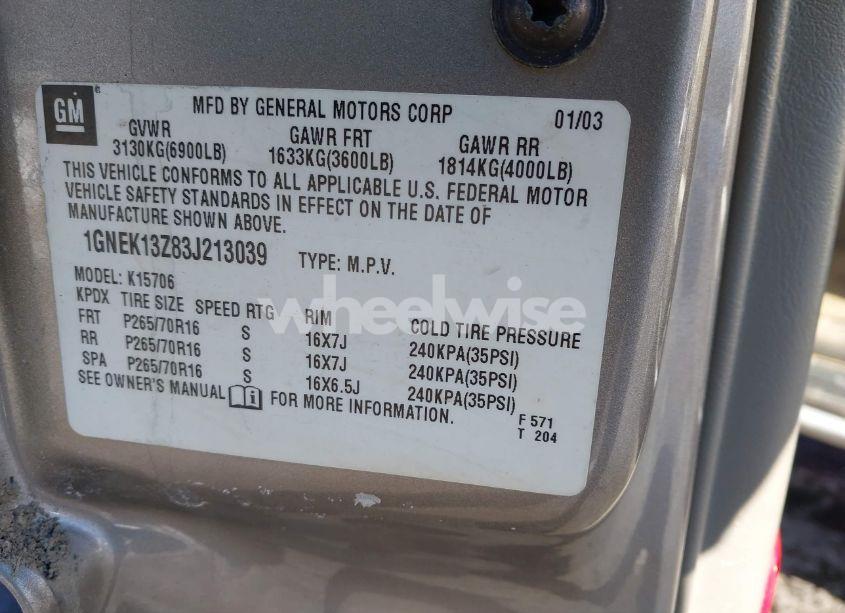 GM
MFD BY GENERAL MOTORS CORP 01/03
GVWR GAWR FRT GAWR RR
3130KG(6900LB) 1633KG(3600LB) 1814KG(4000LB)
THIS VEHICLE CONFORMS TO ALL APPLICABLE U.S. FEDERAL MOTOR
VEHICLE SAFETY STANDARDS IN EFFECT ON THE DATE OF
MANUFACTURE SHOWN ABOVE.
1GNEK13Z83J213039 TYPE: M.P.V.
MODEL: K15706
KPDX TIRE SIZE SPEED RTG RIM COLD TIRE PRESSURE
FRT P265/70R16 S 16X7J 240KPA(35PSI)
RR P265/70R16 S 16X7J 240KPA(35PSI)
SPA P265/70R16 S 16X6.5J 240KPA(35PSI)
SEE OWNER'S MANUAL i FOR MORE INFORMATION.
F 571
T 204
wheelwise